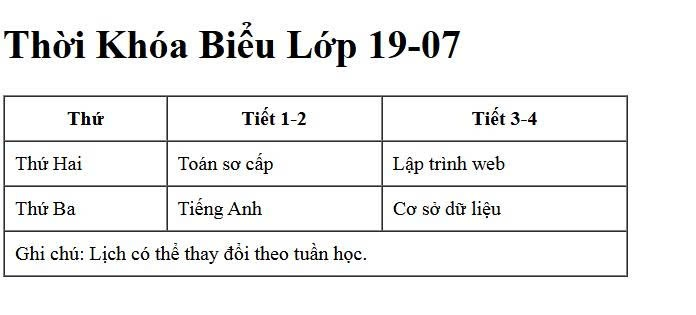 Thời Khóa Biểu Lớp 19-07
Thứ Tiết 1-2 Tiết 3-4
Thứ Hai Toán sơ cấp Lập trình web
Thứ Ba Tiếng Anh Cơ sở dữ liệu
Ghi chú: Lịch có thể thay đổi theo tuần học.